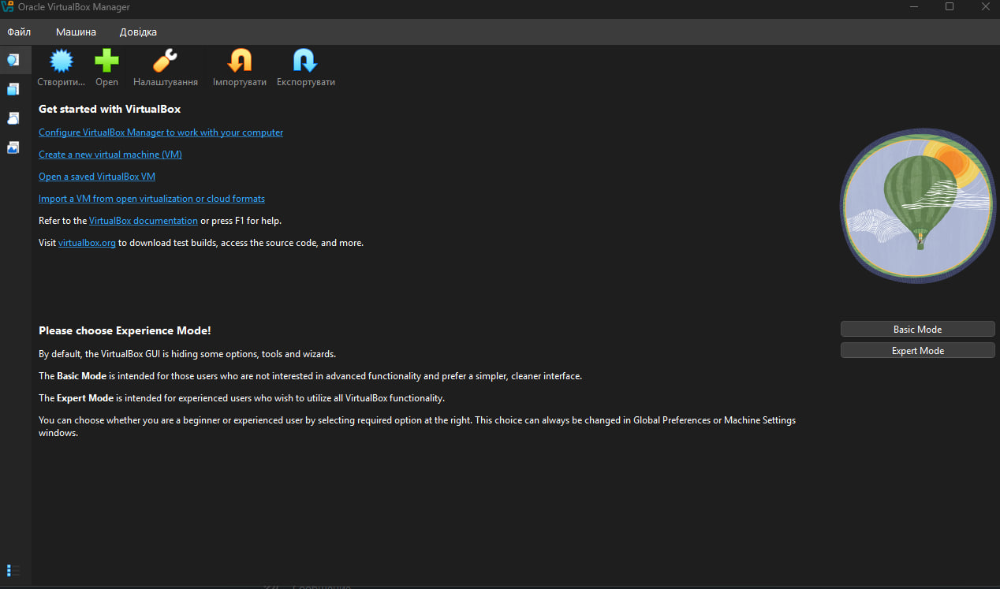 Oracle VirtualBox Manager
Файл Машина Довідка
Створити... Open Налаштування Імпортувати Експортувати
Get started with VirtualBox
Configure VirtualBox Manager to work with your computer
Create a new virtual machine (VM)
Open a saved VirtualBox VM
Import a VM from open virtualization or cloud formats
Refer to the VirtualBox documentation or press F1 for help.
Visit virtualbox.org to download test builds, access the source code, and more.
Please choose Experience Mode!
By default, the VirtualBox GUI is hiding some options, tools and wizards.
The Basic Mode is intended for those users who are not interested in advanced functionality and prefer a simpler, cleaner interface.
The Expert Mode is intended for experienced users who wish to utilize all VirtualBox functionality.
You can choose whether you are a beginner or experienced user by selecting required option at the right. This choice can always be changed in Global Preferences or Machine Settings
windows.
Basic Mode
Expert Mode